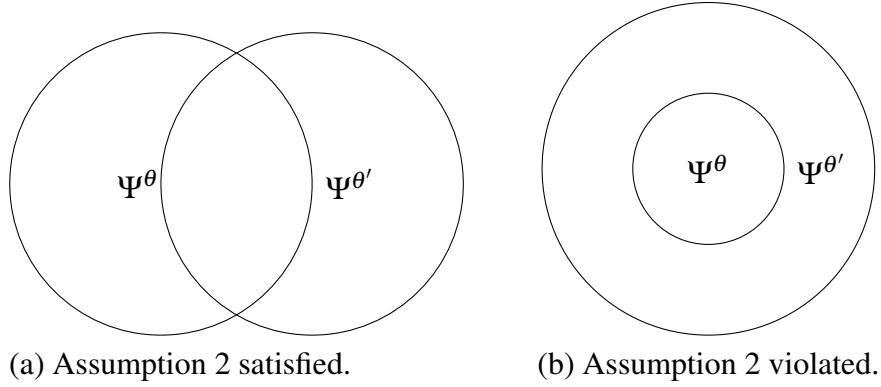 Ψ^θ Ψ^θ′ Ψ^θ Ψ^θ′
(a) Assumption 2 satisfied. (b) Assumption 2 violated.